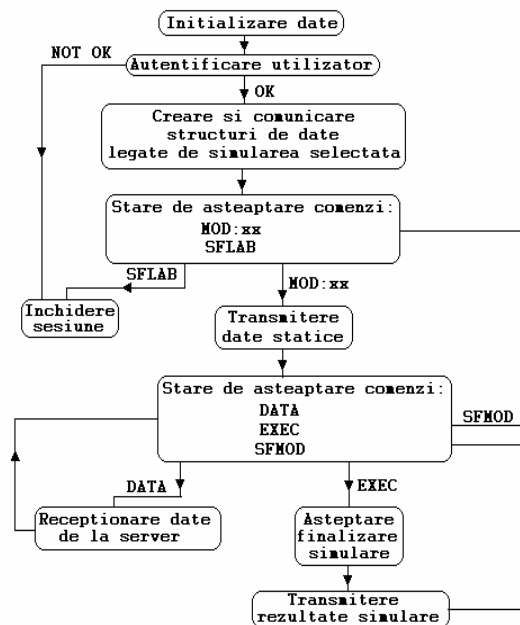 Initializare date
NOT OK
Autentificare utilizator
OK
Creare si comunicare
structuri de date
legate de simularea selectata
Stare de asteaptare comenzi:
MOD:xx
SFLAB
SFLAB
MOD:xx
Inchidere
sesiune
Transmitere
date statice
Stare de asteaptare comenzi:
DATA
EXEC
SFMOD
SFMOD
DATA
EXEC
Receptionare date
de la server
Asteptare
finalizare
simulare
Transmitere
rezultate simulare